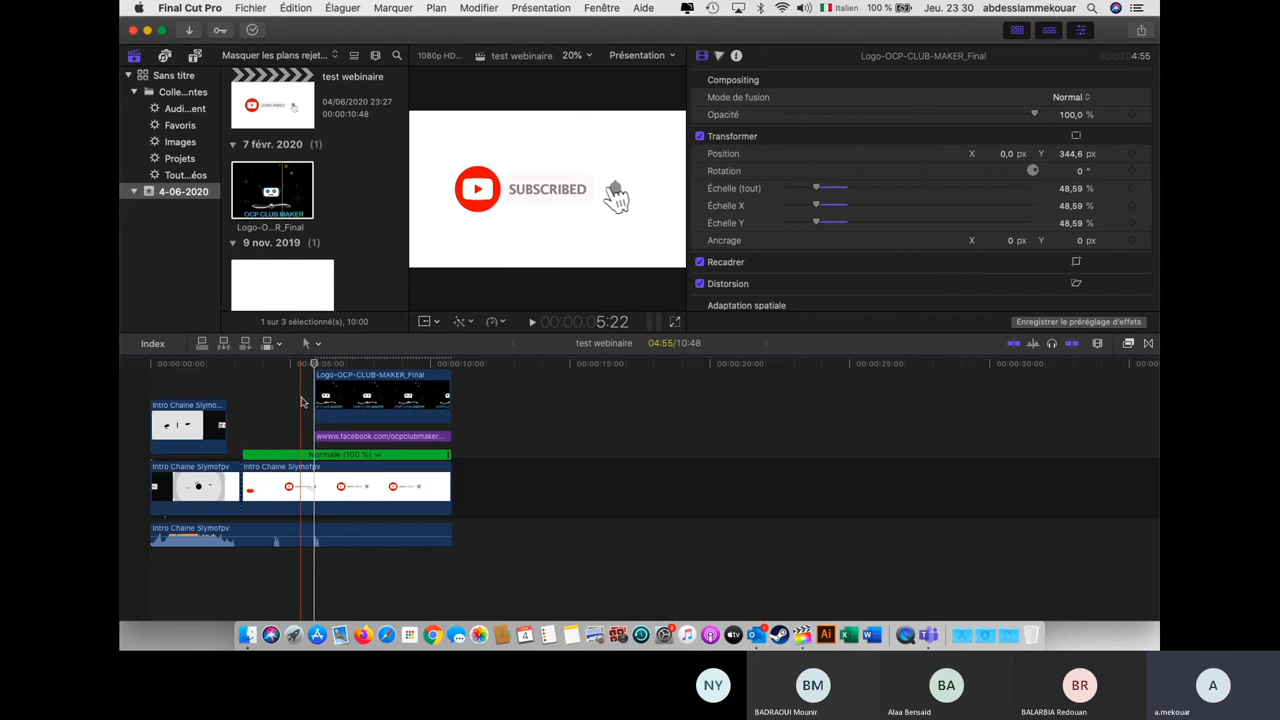 Final Cut Pro Fichier Édition Élaguer Marquer Plan Modifier Présentation Fenêtre Aide Italien 100 % Jeu. 23 30 abdesslammekouar
Masquer les plans rejet...
1080p HD... test webinaire 20% Présentation
Logo-OCP-CLUB-MAKER_Final 4:55
Sans titre
Colle...ntes
Audi...ent
Favoris
Images
Projets
Tout...éos
4-06-2020
test webinaire
04/06/2020 23:27
00:00:10:48
7 févr. 2020 (1)
OCP CLUB MAKER
Logo-O...R_Final
9 nov. 2019 (1)
1 sur 3 sélectionné(s), 10:00
SUBSCRIBED
00:00:00:05:22
Compositing
Mode de fusion Normal
Opacité 100,0 %
Transformer
Position X 0,0 px Y 344,6 px
Rotation 0 °
Échelle (tout) 48,59 %
Échelle X 48,59 %
Échelle Y 48,59 %
Ancrage X 0 px Y 0 px
Recadrer
Distorsion
Adaptation spatiale
Enregistrer le préréglage d'effets
Index test webinaire 04:55/10:48
00:00:00:00 00:00:05:00 00:00:10:00 00:00:15:00 00:00:20:00 00:00:25:00 00:00:30:00
Logo-OCP-CLUB-MAKER_Final
Intro Chaine Slymo...
wwww.facebook.com/ocpclubmaker...
Normale (100 %)
Intro Chaine Slymofpv Intro Chaine Slymofpv
Intro Chaine Slymofpv
NY BM BA BR A
BADRAOUI Mounir Alaa Bensaid BALARBIA Redouan a.mekouar